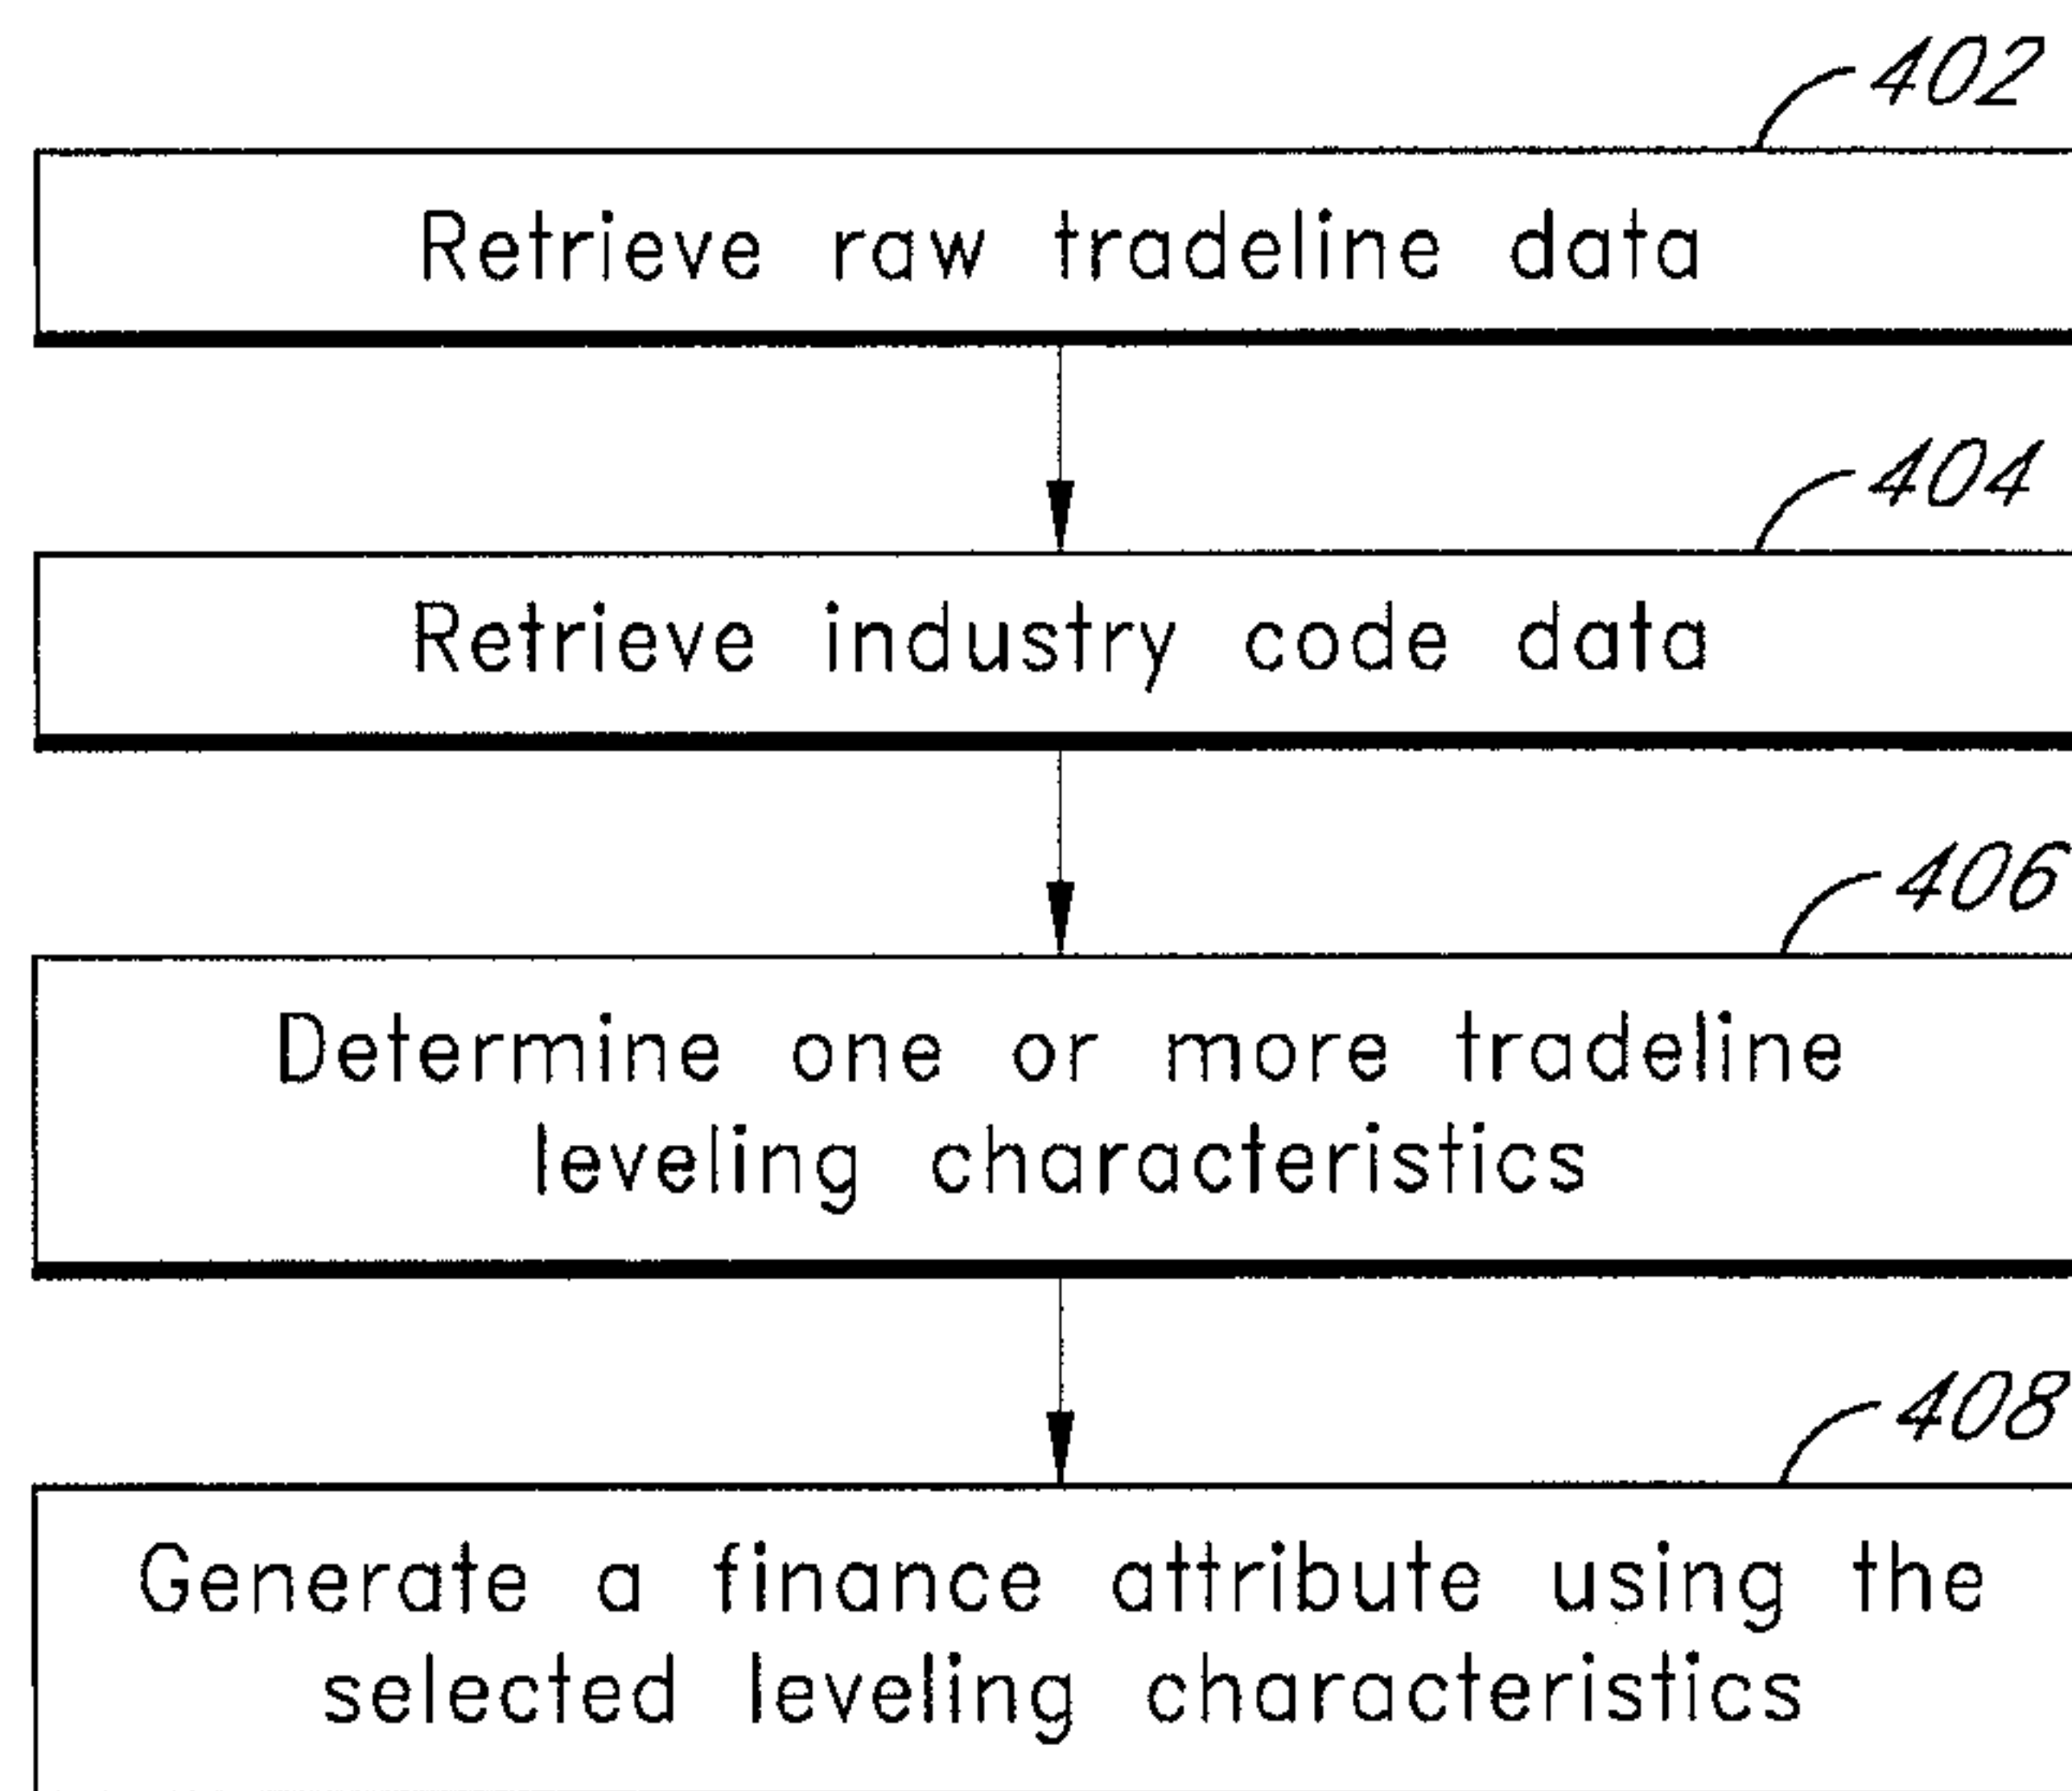 402
Retrieve raw tradeline data
404
Retrieve industry code data
406
Determine one or more tradeline
leveling characteristics
408
Generate a finance attribute using the
selected leveling characteristics